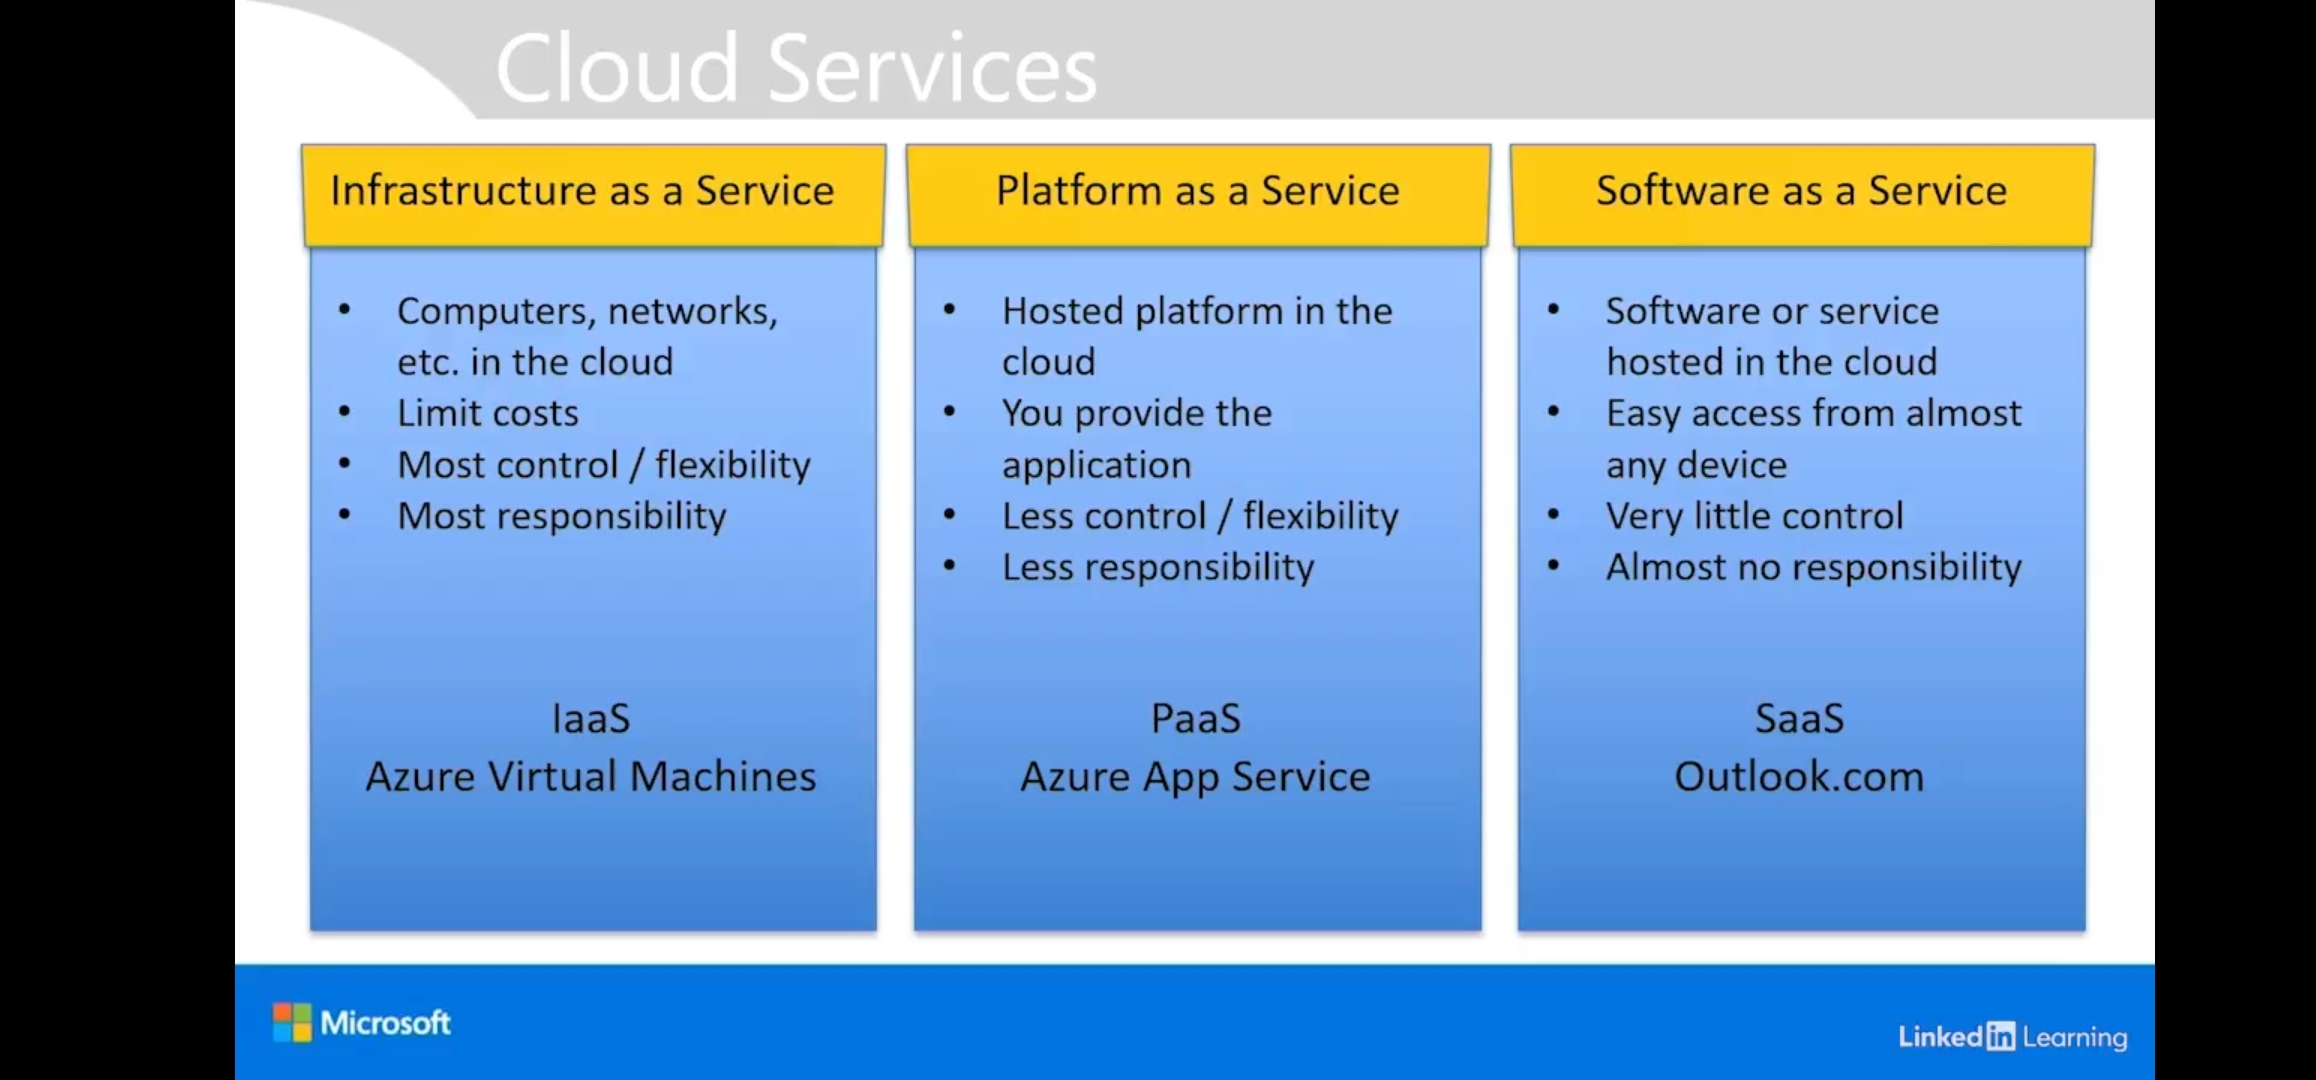 Cloud Services
Infrastructure as a Service
• Computers, networks,
etc. in the cloud
• Limit costs
• Most control / flexibility
• Most responsibility
IaaS
Azure Virtual Machines
Platform as a Service
• Hosted platform in the
cloud
• You provide the
application
• Less control / flexibility
• Less responsibility
PaaS
Azure App Service
Software as a Service
• Software or service
hosted in the cloud
• Easy access from almost
any device
• Very little control
• Almost no responsibility
SaaS
Outlook.com
Microsoft
Linked in Learning